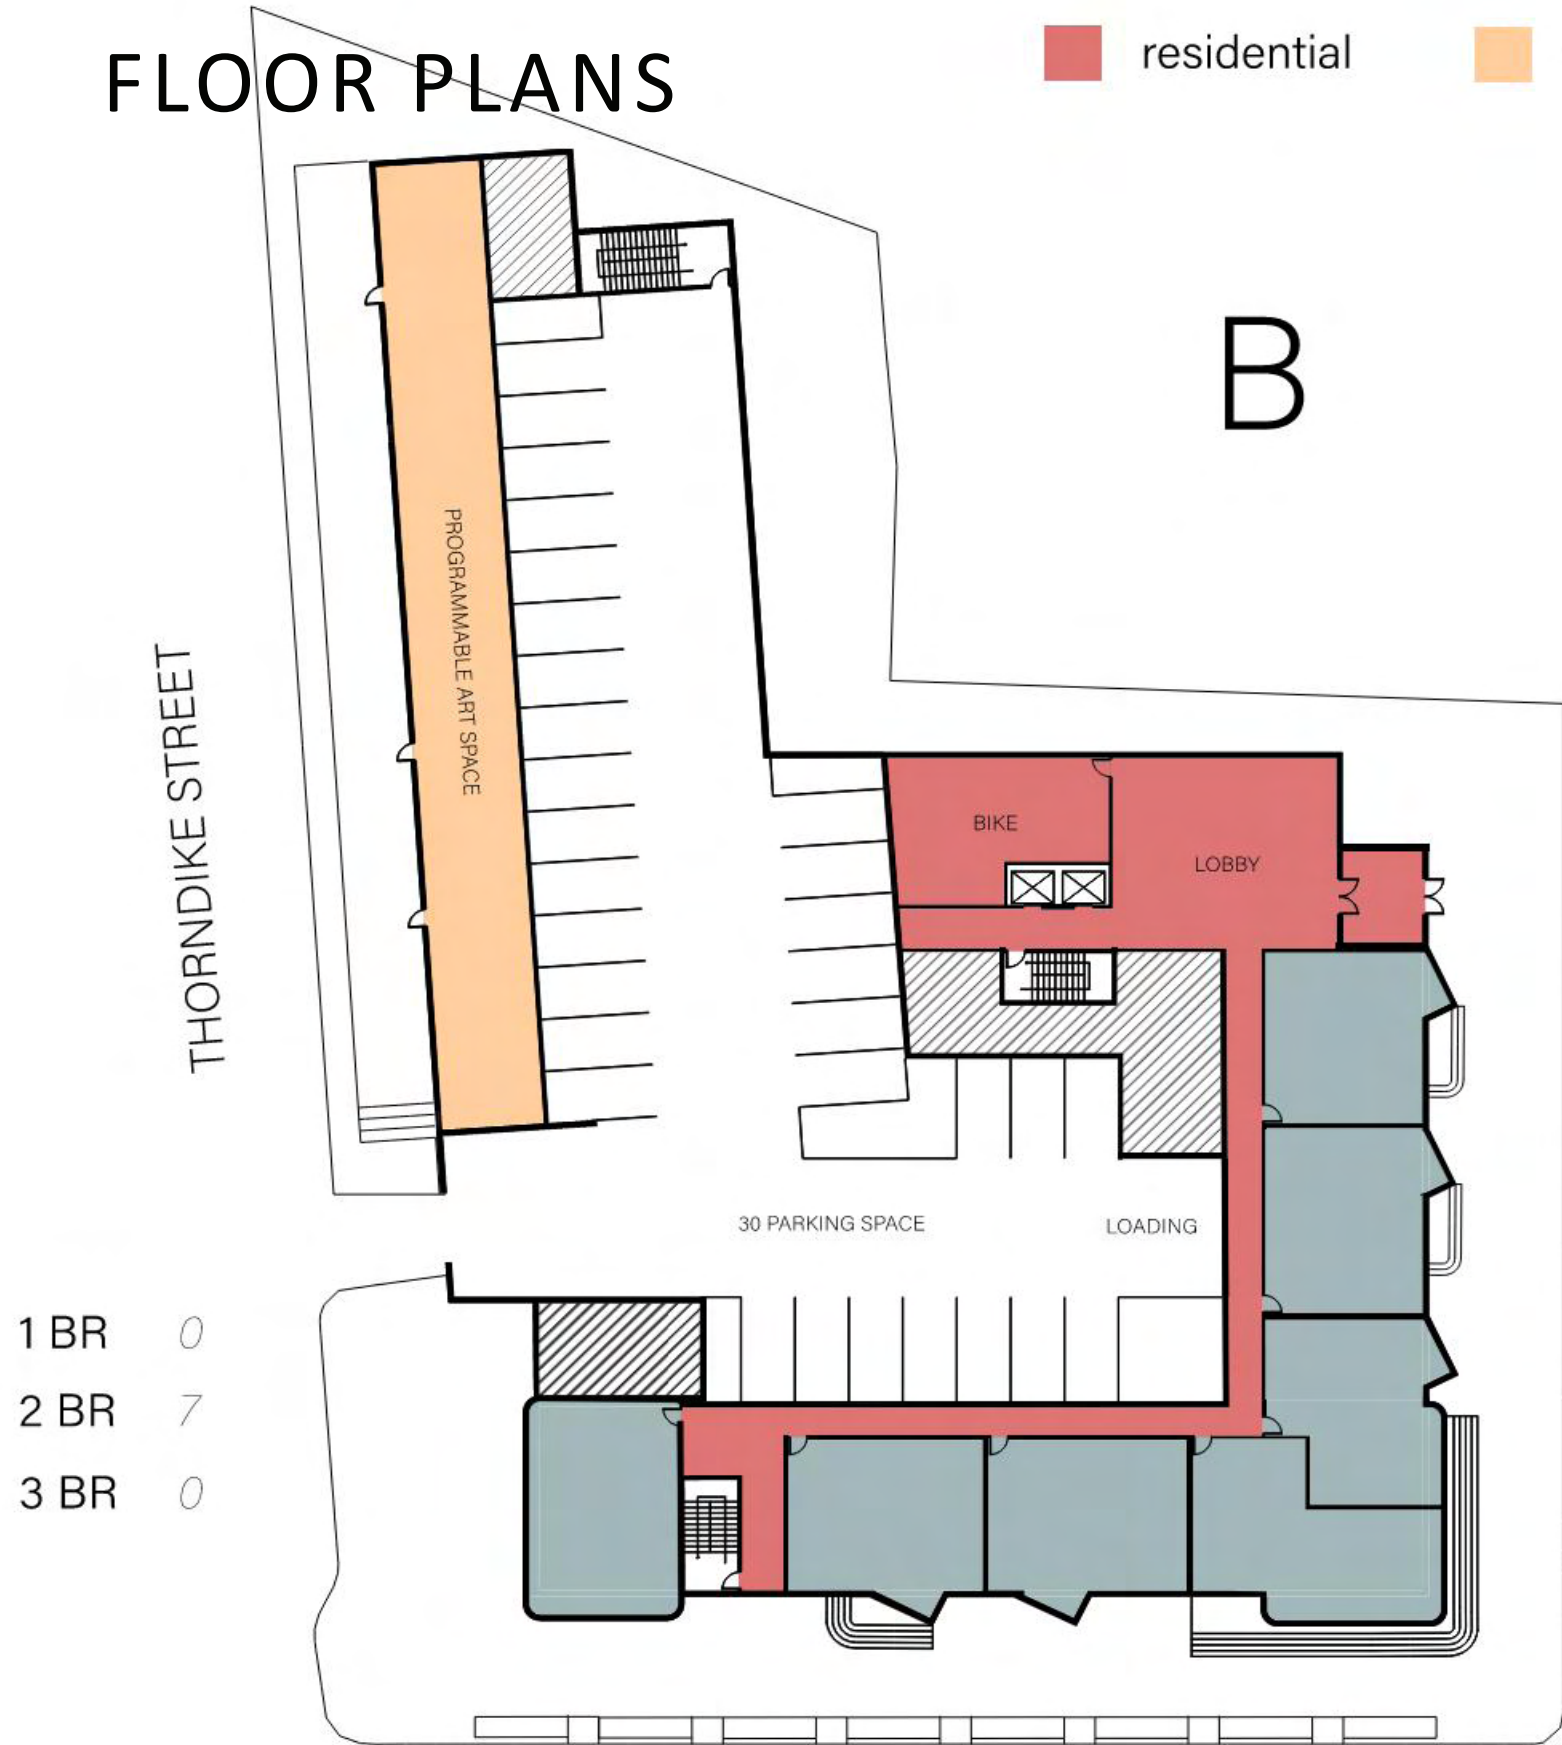 FLOOR PLANS
residential
B
PROGRAMMABLE ART SPACE
THORNDIKE STREET
BIKE
LOBBY
30 PARKING SPACE
LOADING
1 BR 0
2 BR 7
3 BR 0